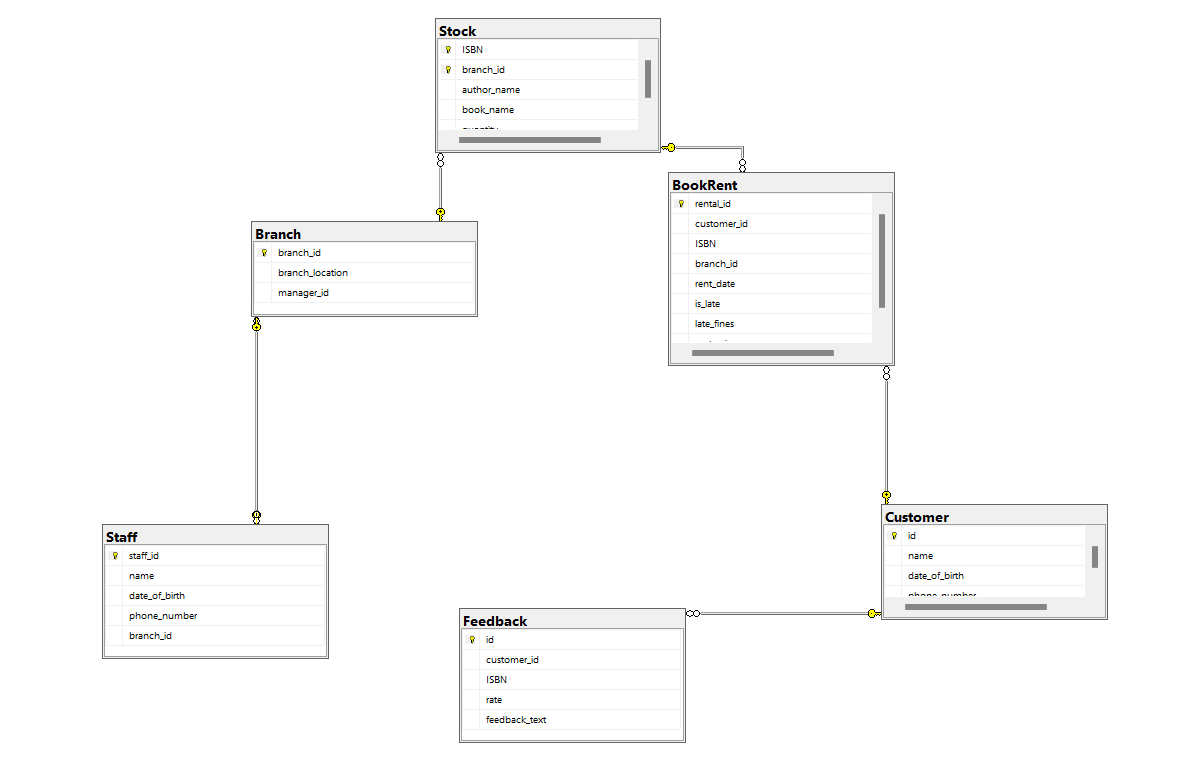 Stock
ISBN
branch_id
author_name
book_name
BookRent
rental_id
customer_id
ISBN
branch_id
rent_date
is_late
late_fines
Branch
branch_id
branch_location
manager_id
Staff
staff_id
name
date_of_birth
phone_number
branch_id
Customer
id
name
date_of_birth
phone_number
Feedback
id
customer_id
ISBN
rate
feedback_text